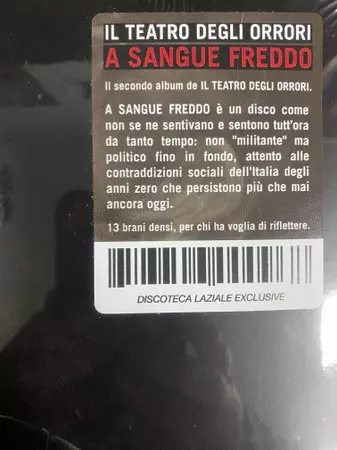 IL TEATRO DEGLI ORRORI
A SANGUE FREDDO
Il secondo album de IL TEATRO DEGLI ORRORI.
A SANGUE FREDDO è un disco come
non se ne sentivano e sentono tutt'ora
da tanto tempo: non "militante" ma
politico fino in fondo, attento alle
contraddizioni sociali dell'Italia degli
anni zero che persistono più che mai
ancora oggi.
13 brani densi, per chi ha voglia di riflettere.
DISCOTECA LAZIALE EXCLUSIVE